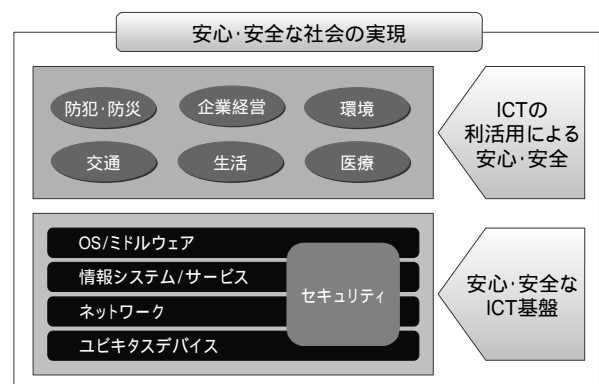 安心·安全な社会の実現
防犯·防災
企業経営
環境
交通
生活
医療
ICTの
利活用による
安心·安全
OS/ミドルウェア
情報システム/サービス
ネットワーク
ユビキタスデバイス
セキュリティ
安心·安全な
ICT基盤